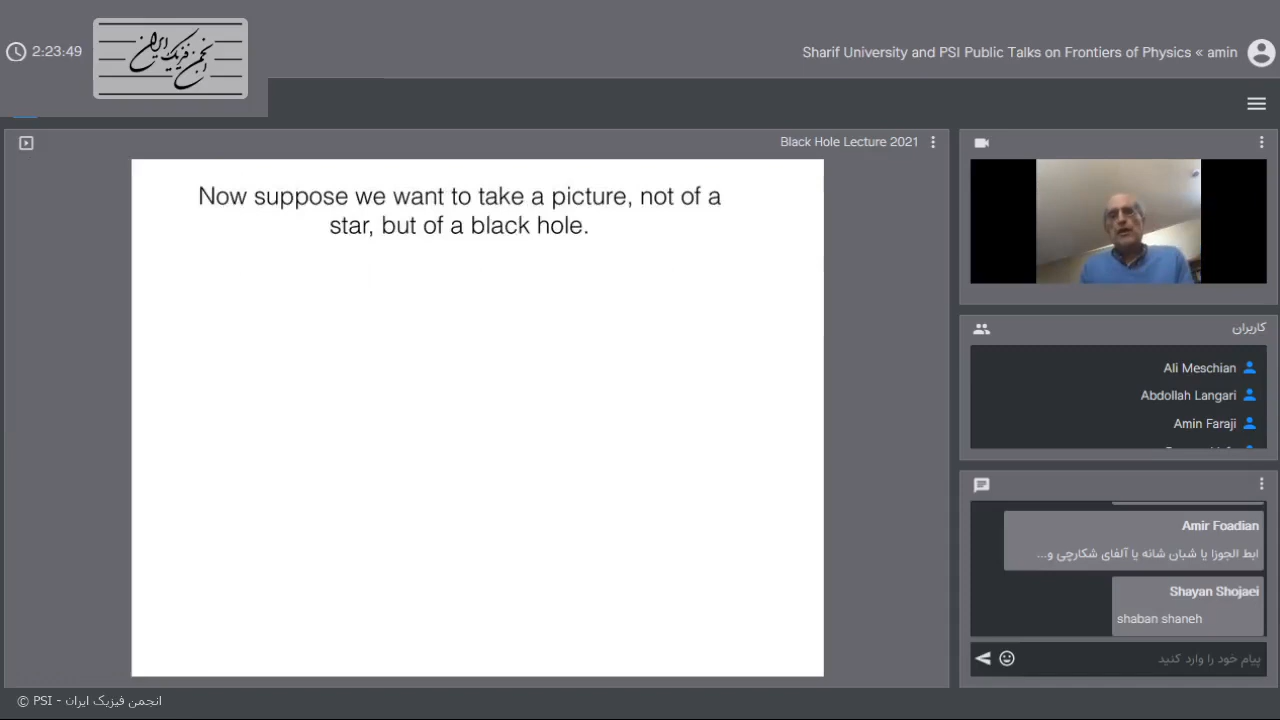 2:23:49
انجمن فیزیک ایران
Sharif University and PSI Public Talks on Frontiers of Physics « amin
Black Hole Lecture 2021
Now suppose we want to take a picture, not of a
star, but of a black hole.
کاربران
Ali Meschian
Abdollah Langari
Amin Faraji
Amir Foadian
ابط الجوزا یا شبان شانه یا آلفای شکارچی و...
Shayan Shojaei
shaban shaneh
پیام خود را وارد کنید
© PSI - انجمن فیزیک ایران